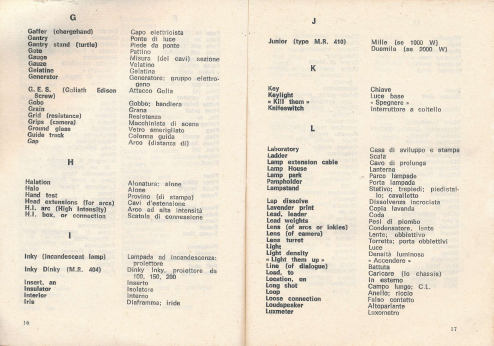 G
Gaffer (chargehand) Capo elettricista
Gantry Ponte di luce
Gantry stand (turtle) Piede da ponte
Gate Pattino
Gauge Misura (dei cavi) sezione
Gauze Velatino
Gelatine Gelatina
Generator Generatore; gruppo elettro-
geno
G. E. S. (Goliath Edison Attacco Golia
Screw)
Gobo Gobbo; bandiera
Grain Grana
Grid (resistance) Resistenza
Grips (camera) Macchinista di scena
Ground glass Vetro smerigliato
Guide track Colonna guida
Gap Arco (distanza di)
H
Halation Alonatura: alone
Halo Alone
Hand test Provino (di stampo)
Head extensions (for arcs) Cavi d'estensione
H.I. arc (High Intensity) Arco ad alta intensità
H.I. box, or connection Scatola di connessione
I
Inky (incandescent lamp) Lampada ad incandescenza:
proiettore
Inky Dinky (M.R. 404) Dinky Inky, proiettore da
100, 150, 200
Insert, an Inserto
Insulator Isolatore
Interior Interno
Iris Diaframma; iride
16
J
Junior (type M.R. 410) Mille (se 1000 W)
Duemila (se 2000 W)
K
Key Chiave
Keylight Luce base
« Kill them » « Spegnere »
Knifeswitch Interruttore a coltello
L
Laboratory Casa di sviluppo e stampa
Ladder Scala
Lamp extension cable Cavo di prolunga
Lamp House Lanterna
Lamp park Parco lampade
Lampholder Porta lampada
Lampstand Stativo; trepiedi; piedistal-
lo; cavalletto
Lap dissolve Dissolvenza incrociata
Lavender print Copia lavanda
Lead, leader Coda
Lead weights Pesi di piombo
Lens (of arcs or inkies) Condensatore, lente
Lens (of camera) Lente; obbiettivo
Lens turret Torretta; porta obbiettivi
Light Luce
Light density Densità luminosa
« Light them up » « Accendere »
Line (of dialogue) Battuta
Load, to Caricare (lo chassis)
Location, on In esterno
Long shot Campo lungo; C.L.
Loop Anello; riccio
Loose connection Falso contatto
Loudspeaker Altoparlante
Luxmeter Luxometro
17